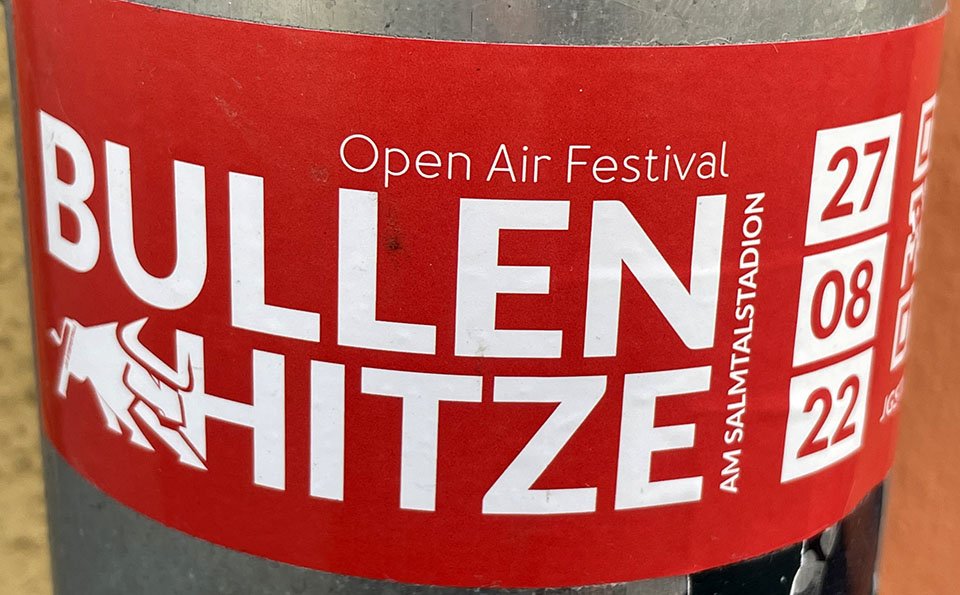 Open Air Festival
BULLEN
HITZE
AM SALMTALSTADION
27
08
22